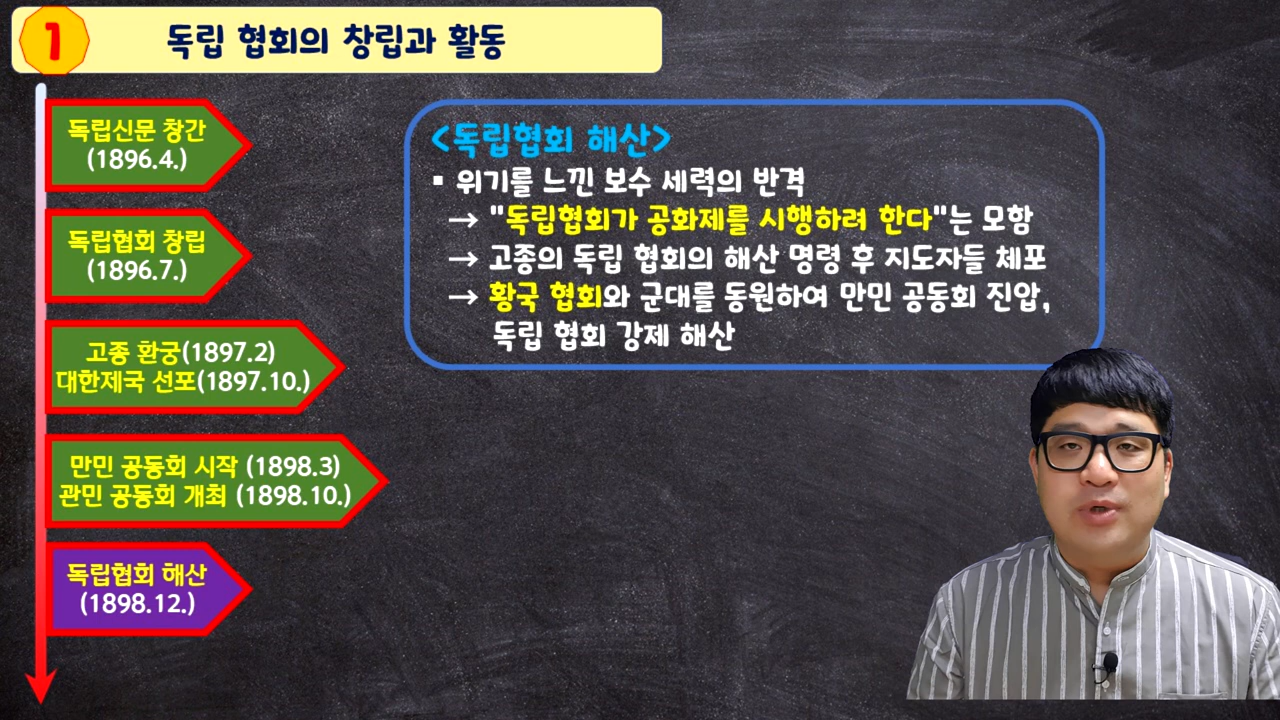 1
독립 협회의 창립과 활동
독립신문 창간
(1896.4.)
독립협회 창립
(1896.7.)
고종 환궁(1897.2)
대한제국 선포(1897.10.)
만민 공동회 시작 (1898.3)
관민 공동회 개최 (1898.10.)
독립협회 해산
(1898.12.)
<독립협회 해산>
▪ 위기를 느낀 보수 세력의 반격
→ "독립협회가 공화제를 시행하려 한다"는 모함
→ 고종의 독립 협회의 해산 명령 후 지도자들 체포
→ 황국 협회와 군대를 동원하여 만민 공동회 진압,
독립 협회 강제 해산